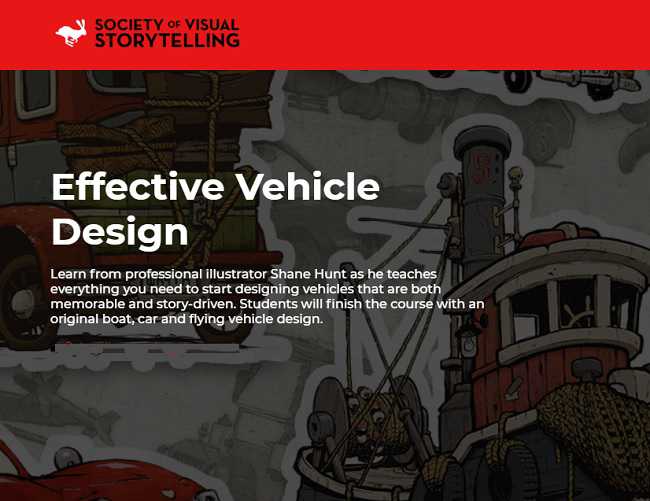 SOCIETY OF VISUAL
STORYTELLING
Effective Vehicle
Design
Learn from professional illustrator Shane Hunt as he teaches
everything you need to start designing vehicles that are both
memorable and story-driven. Students will finish the course with an
original boat, car and flying vehicle design.